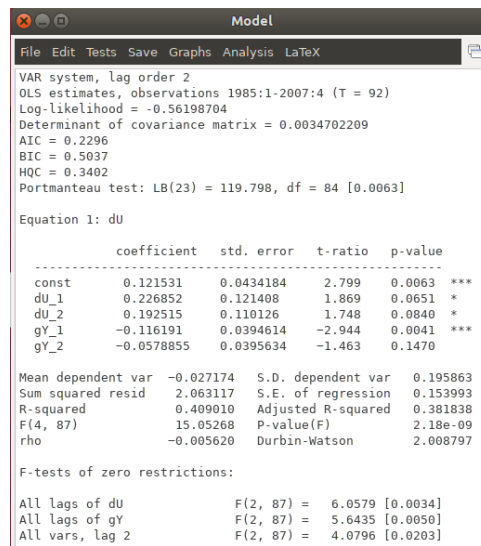 Model
File Edit Tests Save Graphs Analysis LaTeX
VAR system, lag order 2
OLS estimates, observations 1985:1-2007:4 (T = 92)
Log-likelihood = -0.56198704
Determinant of covariance matrix = 0.0034702209
AIC = 0.2296
BIC = 0.5037
HQC = 0.3402
Portmanteau test: LB(23) = 119.798, df = 84 [0.0063]
Equation 1: dU
coefficient std. error t-ratio p-value
---------------------------------------------------------
const 0.121531 0.0434184 2.799 0.0063 ***
dU_1 0.226852 0.121408 1.869 0.0651 *
dU_2 0.192515 0.110126 1.748 0.0840 *
gY_1 −0.116191 0.0394614 −2.944 0.0041 ***
gY_2 −0.0578855 0.0395634 −1.463 0.1470
Mean dependent var −0.027174 S.D. dependent var 0.195863
Sum squared resid 2.063117 S.E. of regression 0.153993
R-squared 0.409010 Adjusted R-squared 0.381838
F(4, 87) 15.05268 P-value(F) 2.18e-09
rho −0.005620 Durbin-Watson 2.008797
F-tests of zero restrictions:
All lags of dU F(2, 87) = 6.0579 [0.0034]
All lags of gY F(2, 87) = 5.6435 [0.0050]
All vars, lag 2 F(2, 87) = 4.0796 [0.0203]